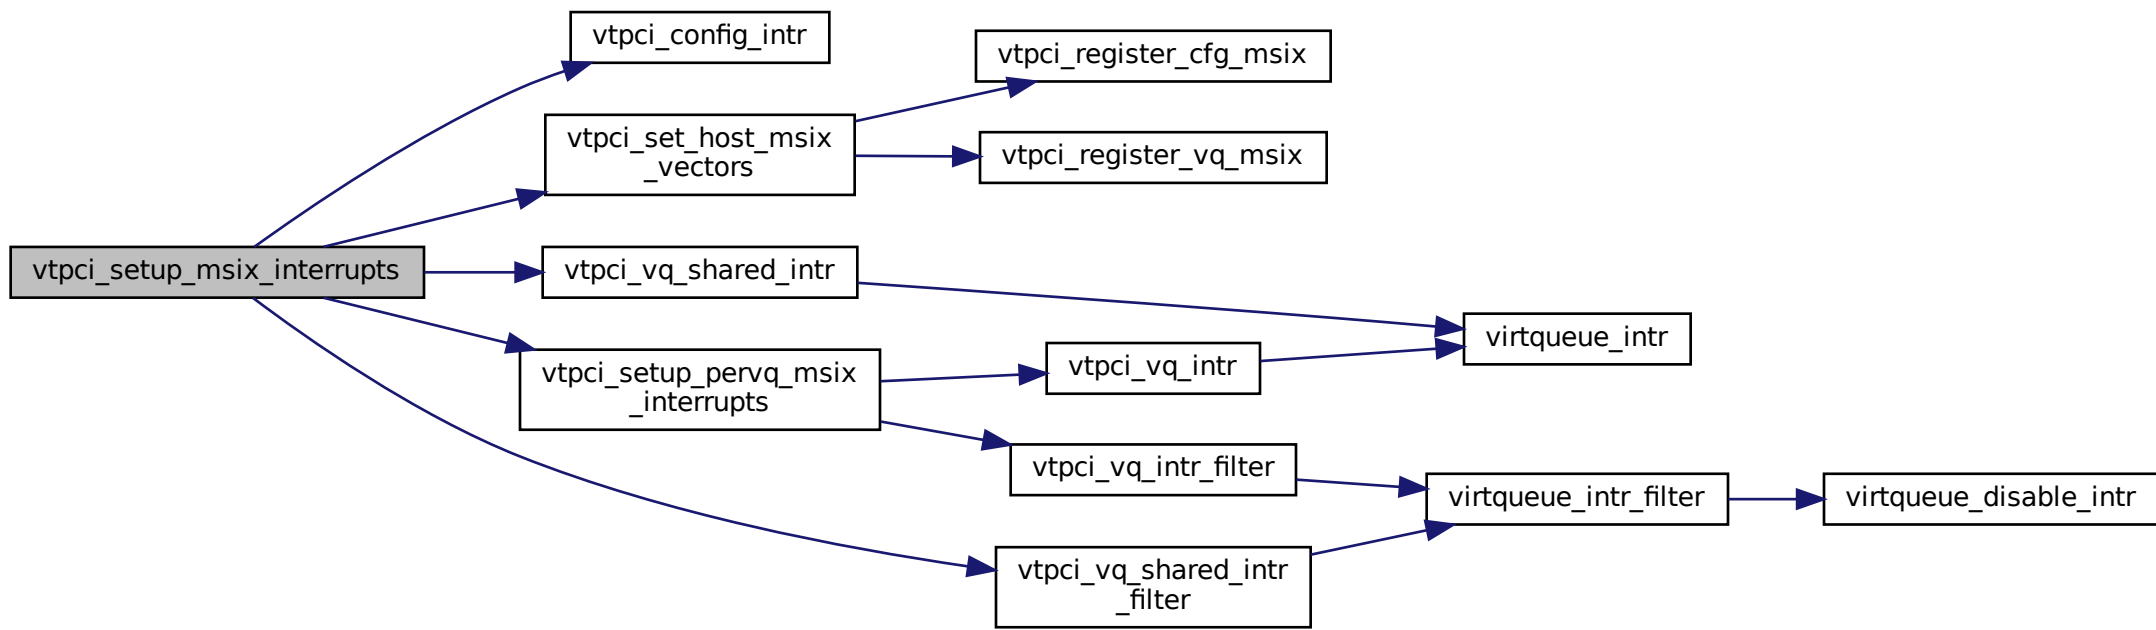 vtpci_config_intr
vtpci_register_cfg_msix
vtpci_set_host_msix
_vectors
vtpci_register_vq_msix
vtpci_setup_msix_interrupts
vtpci_vq_shared_intr
virtqueue_intr
vtpci_setup_pervq_msix
_interrupts
vtpci_vq_intr
vtpci_vq_intr_filter
virtqueue_intr_filter
virtqueue_disable_intr
vtpci_vq_shared_intr
_filter